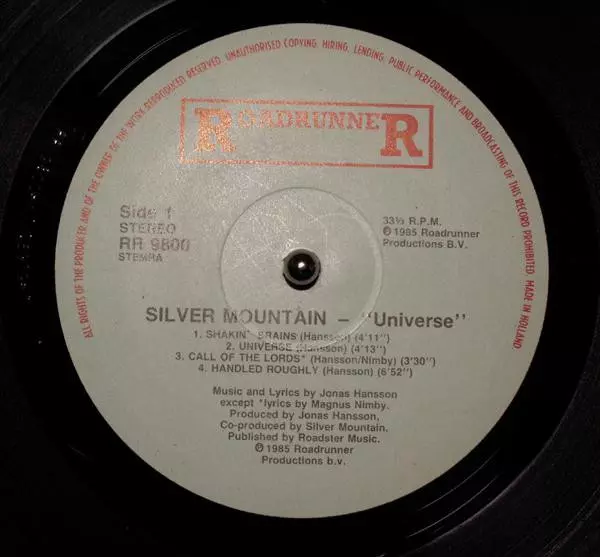 ALL RIGHTS OF THE PRODUCER AND OF THE OWNER OF THE WORK REPRODUCED RESERVED. UNAUTHORISED COPYING, HIRING, LENDING, PUBLIC PERFORMANCE AND BROADCASTING OF THIS RECORD PROHIBITED. MADE IN HOLLAND
ROADRUNNER
Side 1
STEREO
RR 9800
STEMRA
33⅓ R.P.M.
℗ 1985 Roadrunner
Productions B.V.
SILVER MOUNTAIN – "Universe"
1. SHAKIN' BRAINS (Hansson) (4'11")
2. UNIVERSE (Hansson) (4'13")
3. CALL OF THE LORDS* (Hansson/Nimby) (3'30")
4. HANDLED ROUGHLY (Hansson) (6'52")
Music and Lyrics by Jonas Hansson
except *lyrics by Magnus Nimby.
Produced by Jonas Hansson,
Co-produced by Silver Mountain.
Published by Roadster Music.
℗ 1985 Roadrunner
Productions b.v.